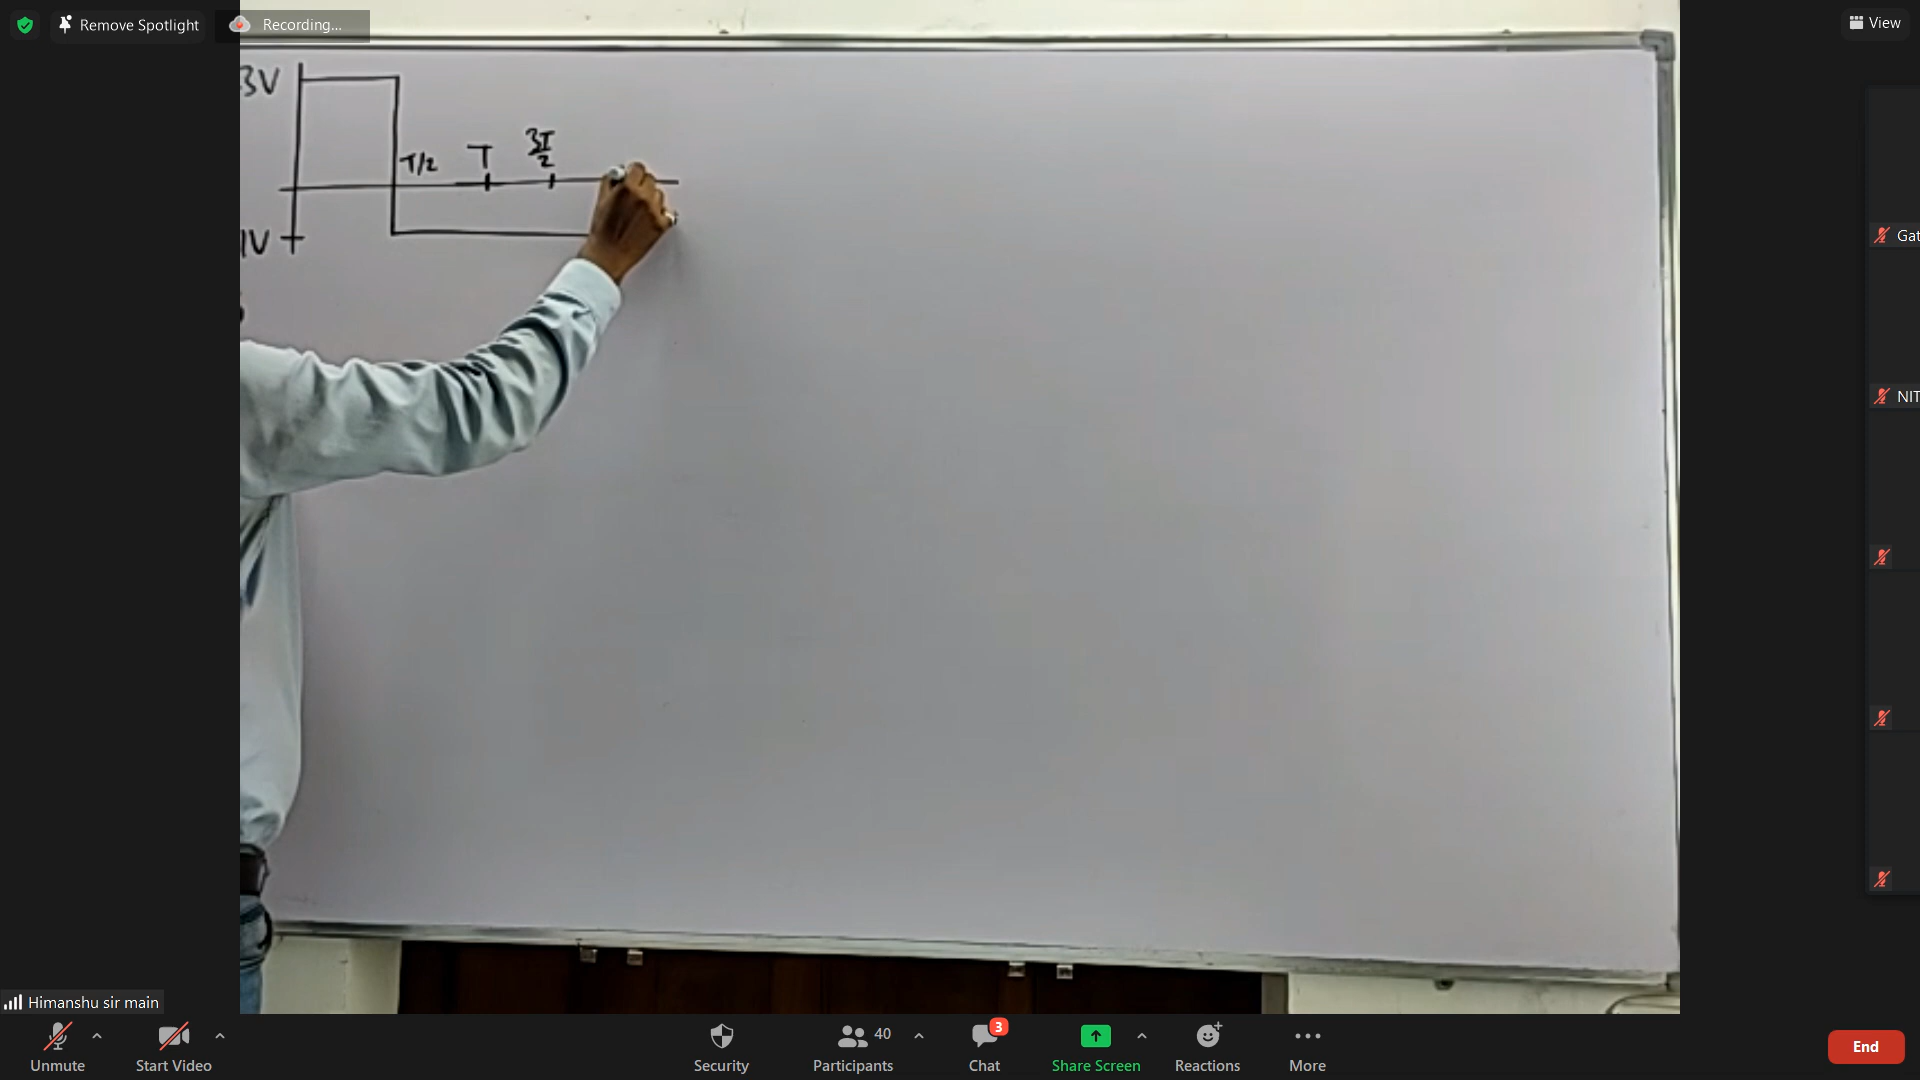 Remove Spotlight
Recording...
View
3V
T/2 T 3T/2
1V
Gat
NIT
Himanshu sir main
Unmute
Start Video
Security
40
Participants
3
Chat
Share Screen
Reactions
More
End